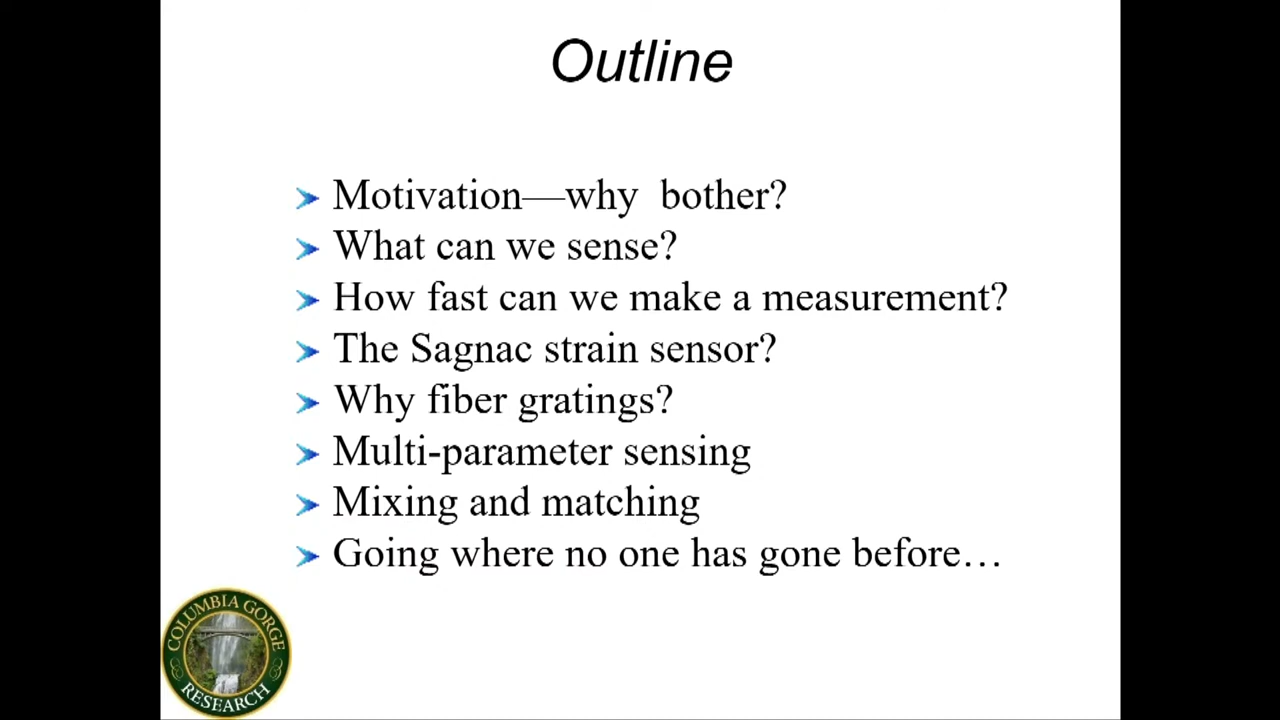 Outline
Motivation—why  bother?
What can we sense?
How fast can we make a measurement?
The Sagnac strain sensor?
Why fiber gratings?
Multi-parameter sensing
Mixing and matching
Going where no one has gone before…
COLUMBIA GORGE
RESEARCH